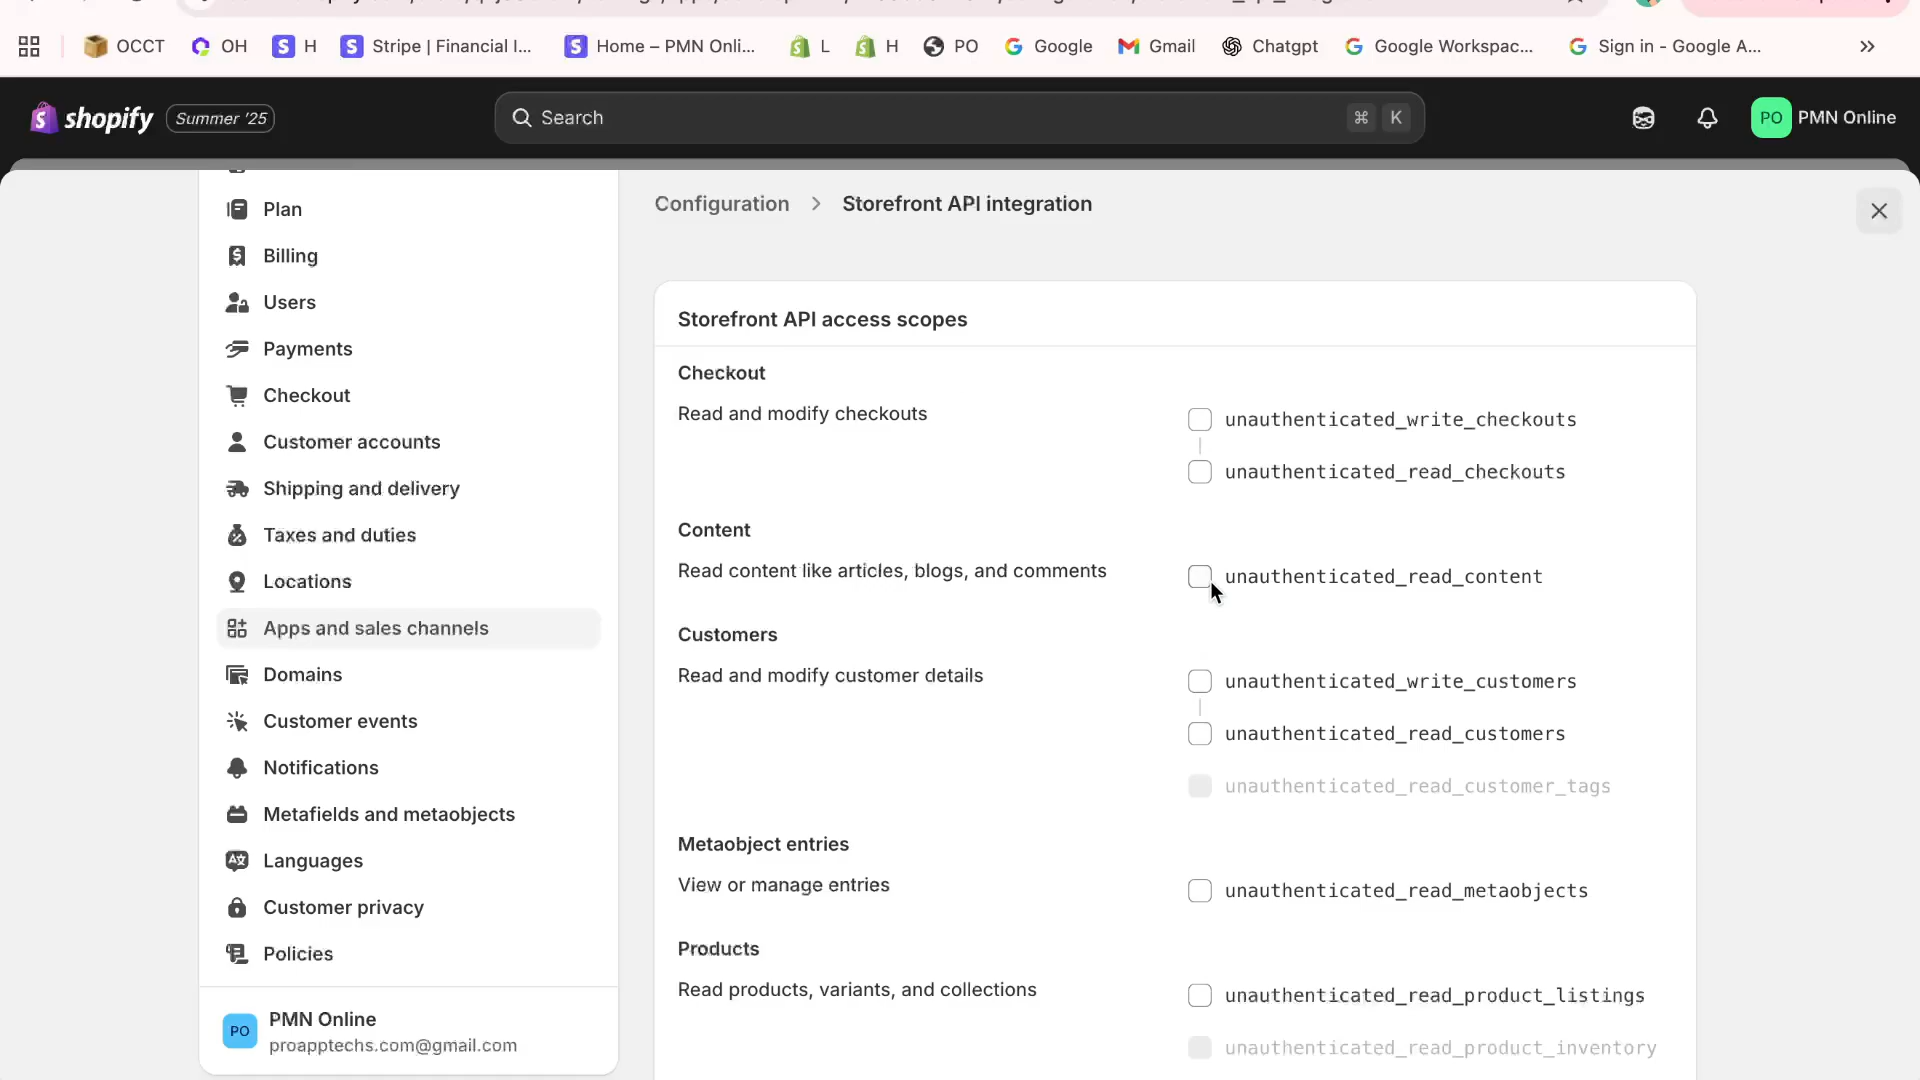 OCCT
OH
H
Stripe | Financial I...
Home – PMN Onli...
L
H
PO
Google
Gmail
Chatgpt
Google Workspac...
Sign in - Google A...
shopify
Summer '25
Search
⌘ K
PO
PMN Online
Plan
Billing
Users
Payments
Checkout
Customer accounts
Shipping and delivery
Taxes and duties
Locations
Apps and sales channels
Domains
Customer events
Notifications
Metafields and metaobjects
Languages
Customer privacy
Policies
PO
PMN Online
proapptechs.com@gmail.com
Configuration > Storefront API integration
Storefront API access scopes
Checkout
Read and modify checkouts
unauthenticated_write_checkouts
unauthenticated_read_checkouts
Content
Read content like articles, blogs, and comments
unauthenticated_read_content
Customers
Read and modify customer details
unauthenticated_write_customers
unauthenticated_read_customers
unauthenticated_read_customer_tags
Metaobject entries
View or manage entries
unauthenticated_read_metaobjects
Products
Read products, variants, and collections
unauthenticated_read_product_listings
unauthenticated_read_product_inventory